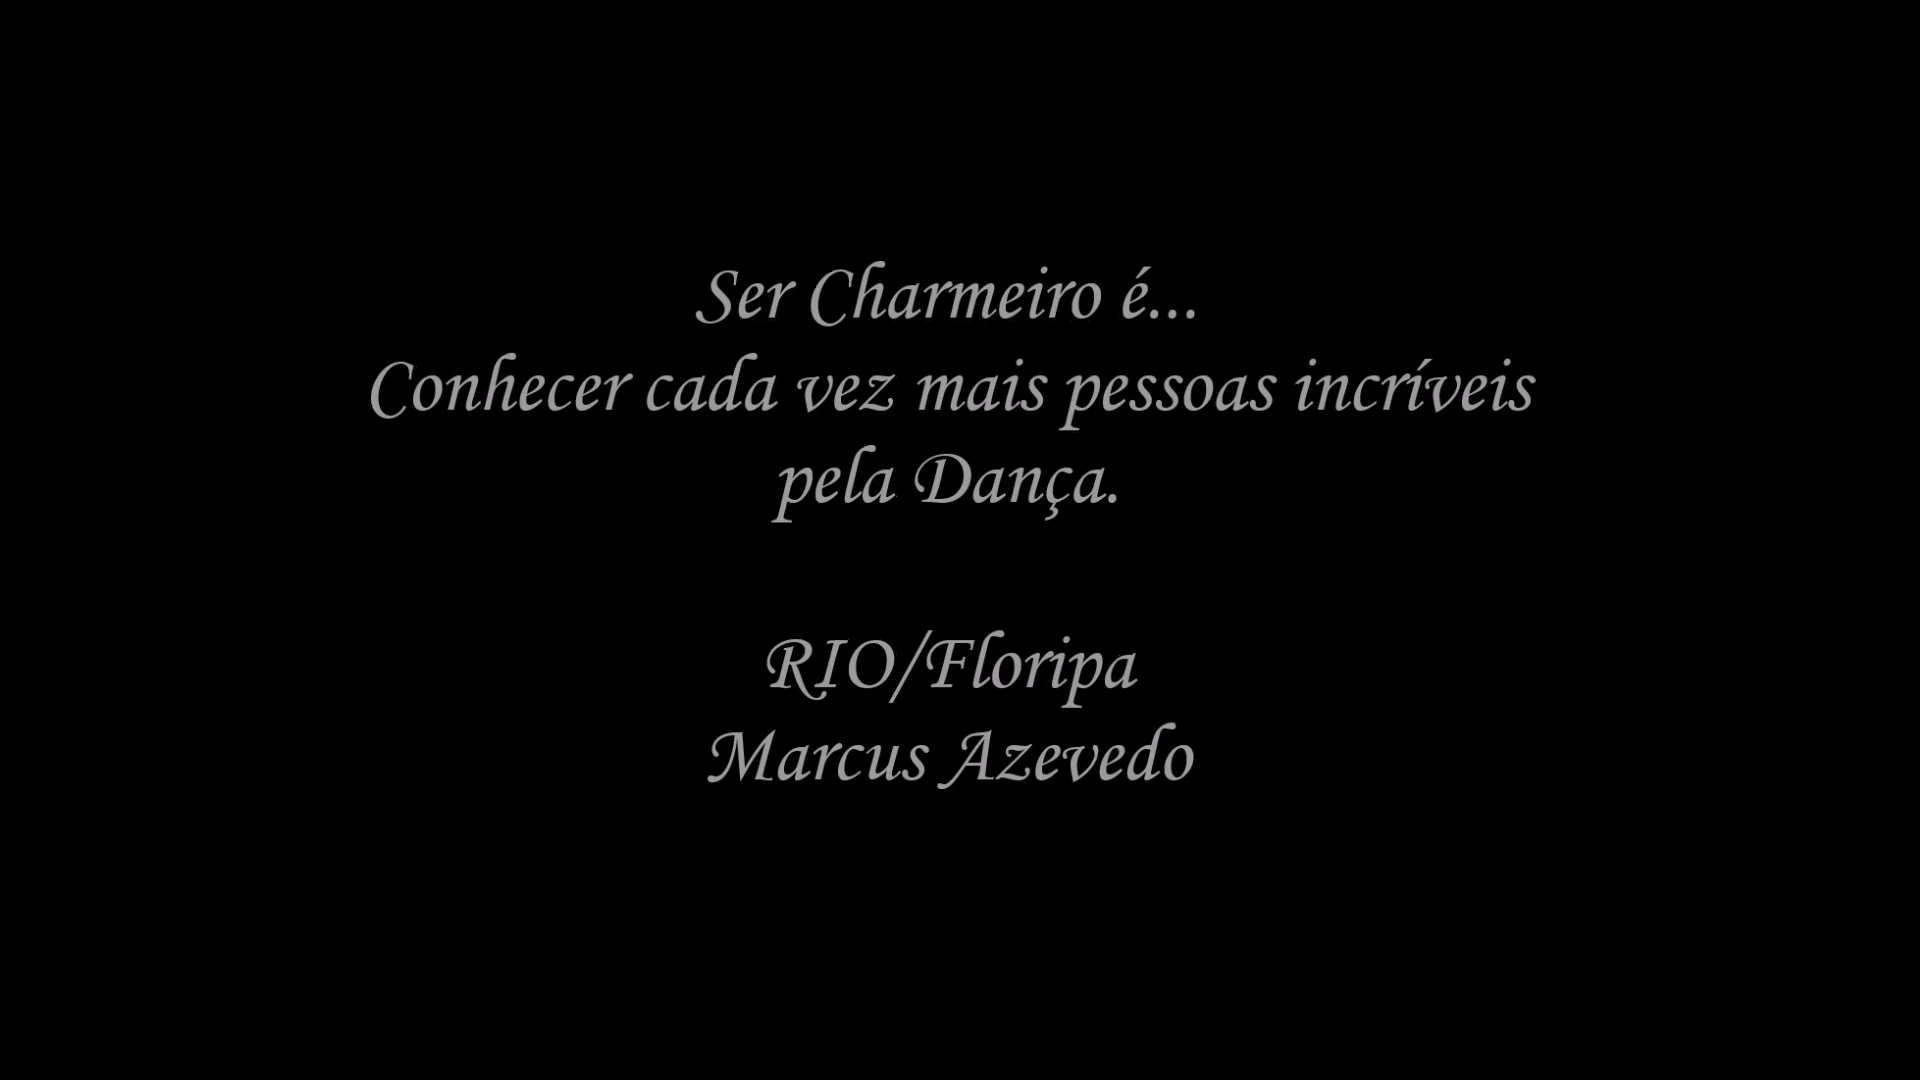 Ser Charmeiro é...
Conhecer cada vez mais pessoas incríveis
pela Dança.
RIO/Floripa
Marcus Azevedo